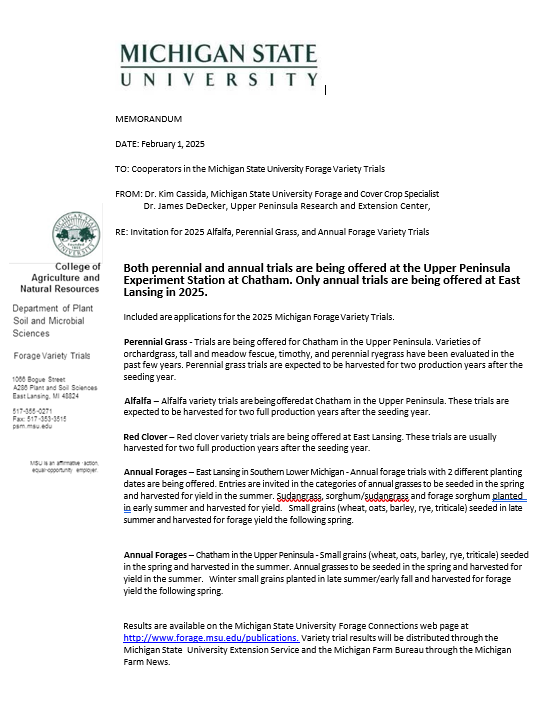 MICHIGAN STATE
UNIVERSITY
MEMORANDUM
DATE: February 1, 2025
TO: Cooperators in the Michigan State University Forage Variety Trials
FROM: Dr. Kim Cassida, Michigan State University Forage and Cover Crop Specialist
Dr. James DeDecker, Upper Peninsula Research and Extension Center,
RE: Invitation for 2025 Alfalfa, Perennial Grass, and Annual Forage Variety Trials
College of
Agriculture and
Natural Resources
Department of Plant
Soil and Microbial
Sciences
Forage Variety Trials
1066 Bogue Street
A286 Plant and Soil Sciences
East Lansing, MI 48824
517-355-0271
Fax: 517-353-3515
psm.msu.edu
MSU is an affirmative -action,
equal-opportunity employer.
Both perennial and annual trials are being offered at the Upper Peninsula
Experiment Station at Chatham. Only annual trials are being offered at East
Lansing in 2025.
Included are applications for the 2025 Michigan Forage Variety Trials.
Perennial Grass - Trials are being offered for Chatham in the Upper Peninsula. Varieties of
orchardgrass, tall and meadow fescue, timothy, and perennial ryegrass have been evaluated in the
past few years. Perennial grass trials are expected to be harvested for two production years after the
seeding year.
Alfalfa – Alfalfa variety trials are being offered at Chatham in the Upper Peninsula. These trials are
expected to be harvested for two full production years after the seeding year.
Red Clover – Red clover variety trials are being offered at East Lansing. These trials are usually
harvested for two full production years after the seeding year.
Annual Forages – East Lansing in Southern Lower Michigan - Annual forage trials with 2 different planting
dates are being offered. Entries are invited in the categories of annual grasses to be seeded in the spring
and harvested for yield in the summer. Sudangrass, sorghum/sudangrass and forage sorghum planted
in early summer and harvested for yield. Small grains (wheat, oats, barley, rye, triticale) seeded in late
summer and harvested for forage yield the following spring.
Annual Forages – Chatham in the Upper Peninsula - Small grains (wheat, oats, barley, rye, triticale) seeded
in the spring and harvested in the summer. Annual grasses to be seeded in the spring and harvested for
yield in the summer. Winter small grains planted in late summer/early fall and harvested for forage
yield the following spring.
Results are available on the Michigan State University Forage Connections web page at
http://www.forage.msu.edu/publications. Variety trial results will be distributed through the
Michigan State University Extension Service and the Michigan Farm Bureau through the Michigan
Farm News.